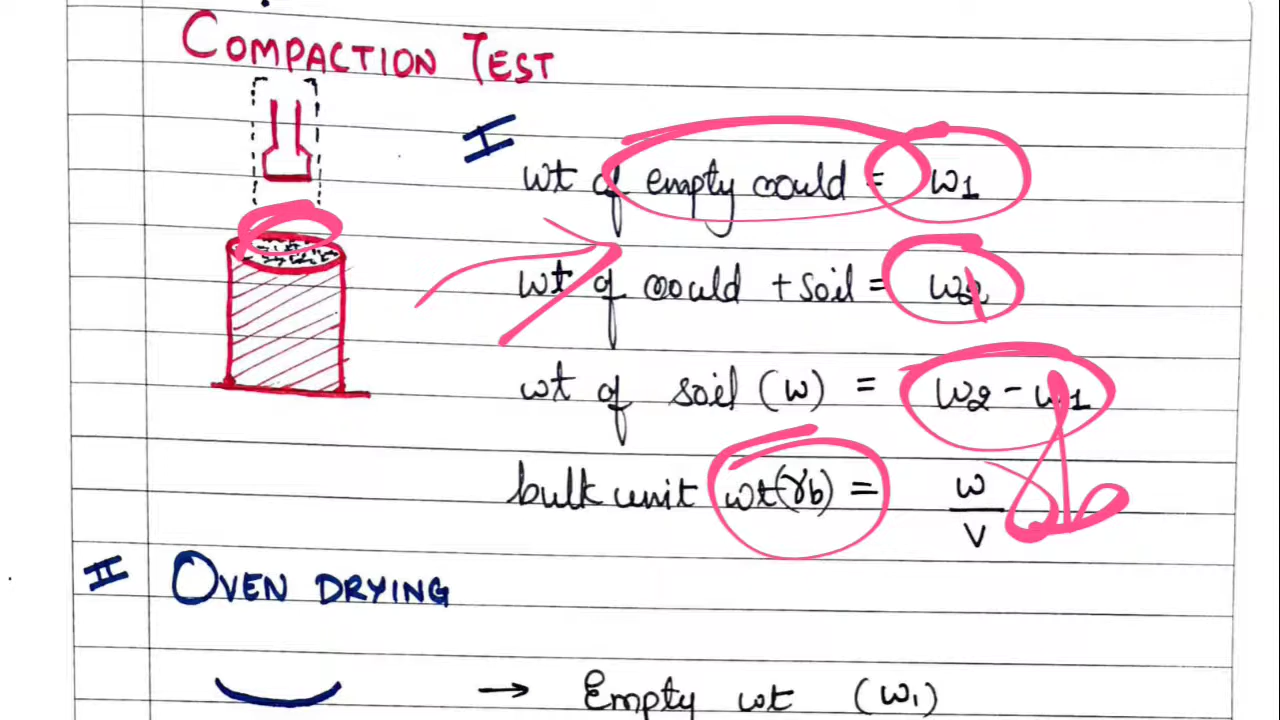 COMPACTION TEST
I
wt of empty mould = w1
wt of mould + soil = w2
wt of soil (w) = w2 - w1
bulk unit wt (γb) = w/v
II OVEN DRYING
→ Empty wt (w1)